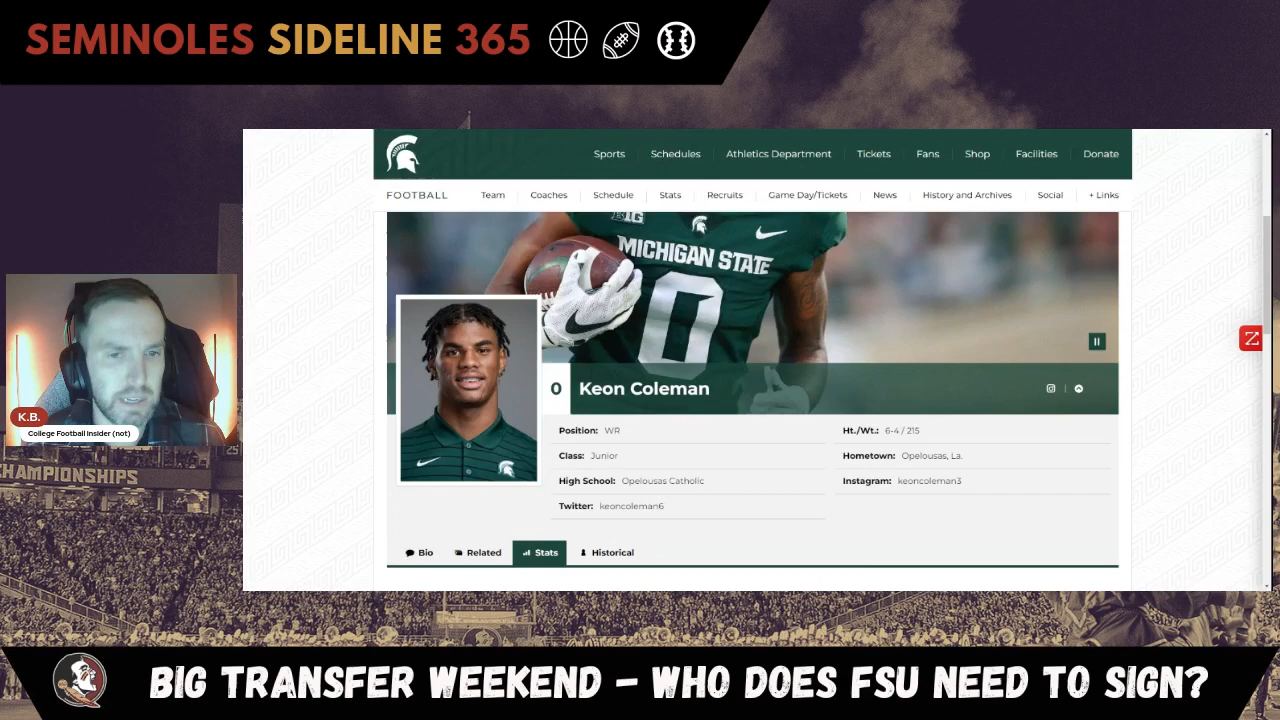 SEMINOLES SIDELINE 365
Sports Schedules Athletics Department Tickets Fans Shop Facilities Donate
FOOTBALL Team Coaches Schedule Stats Recruits Game Day/Tickets News History and Archives Social + Links
B1G
MICHIGAN STATE
0
0 Keon Coleman
Position: WR Ht./Wt.: 6-4 / 215
Class: Junior Hometown: Opelousas, La.
High School: Opelousas Catholic Instagram: keoncoleman3
Twitter: keoncoleman6
Bio Related Stats Historical
K.B.
College Football Insider (not)
CHAMPIONSHIPS
BIG TRANSFER WEEKEND - WHO DOES FSU NEED TO SIGN?